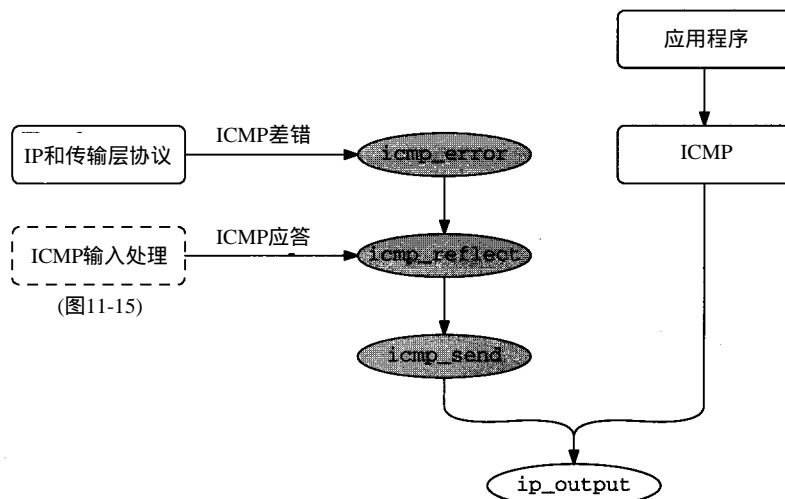 应用程序
IP和传输层协议
ICMP差错
icmp_error
ICMP
ICMP输入处理
ICMP应答
icmp_reflect
(图11-15)
icmp_send
ip_output